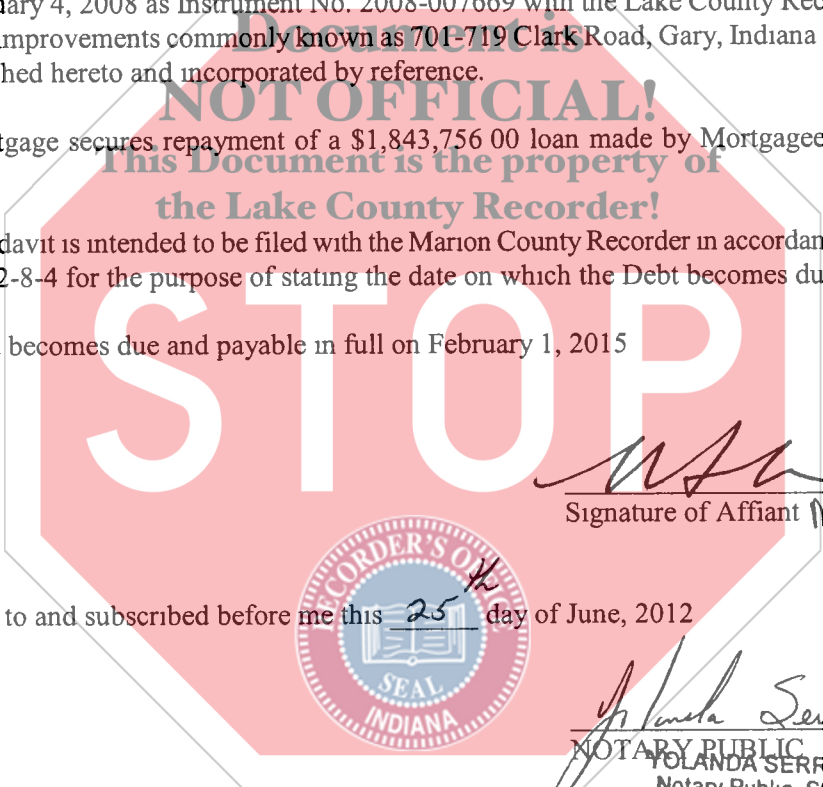 uary 4, 2008 as Instrument No. 2008-007669 with the Lake County Rec
Document is
improvements commonly known as 701-719 Clark Road, Gary, Indiana
hed hereto and incorporated by reference.
NOT OFFICIAL!
tgage secures repayment of a $1,843,756 00 loan made by Mortgagee
This Document is the property of
the Lake County Recorder!
davit is intended to be filed with the Marion County Recorder in accordan
2-8-4 for the purpose of stating the date on which the Debt becomes du
STOP
becomes due and payable in full on February 1, 2015
Signature of Affiant
RECORDER'S OFFICE
to and subscribed before me this 25th day of June, 2012
SEAL
INDIANA
Yolanda Ser
NOTARY PUBLIC
YOLANDA SERR
Notary Public, S